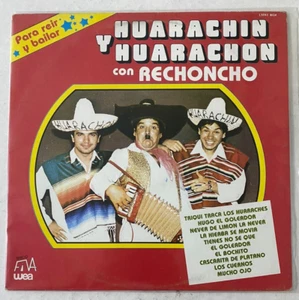 Para reír
y bailar
HUARACHIN
Y HUARACHON
con RECHONCHO
HUARACHIN
TRIQUI TRACA LOS HUARACHES
HUGO EL GOLEADOR
NEVER DE LIMON LA NEVER
LA HIERBA SE MOVIA
TIENES NO SE QUE
EL GOLEADOR
EL BOCHITO
CASCARITA DE PLATANO
LOS CUERNOS
MUCHO OJO
wea